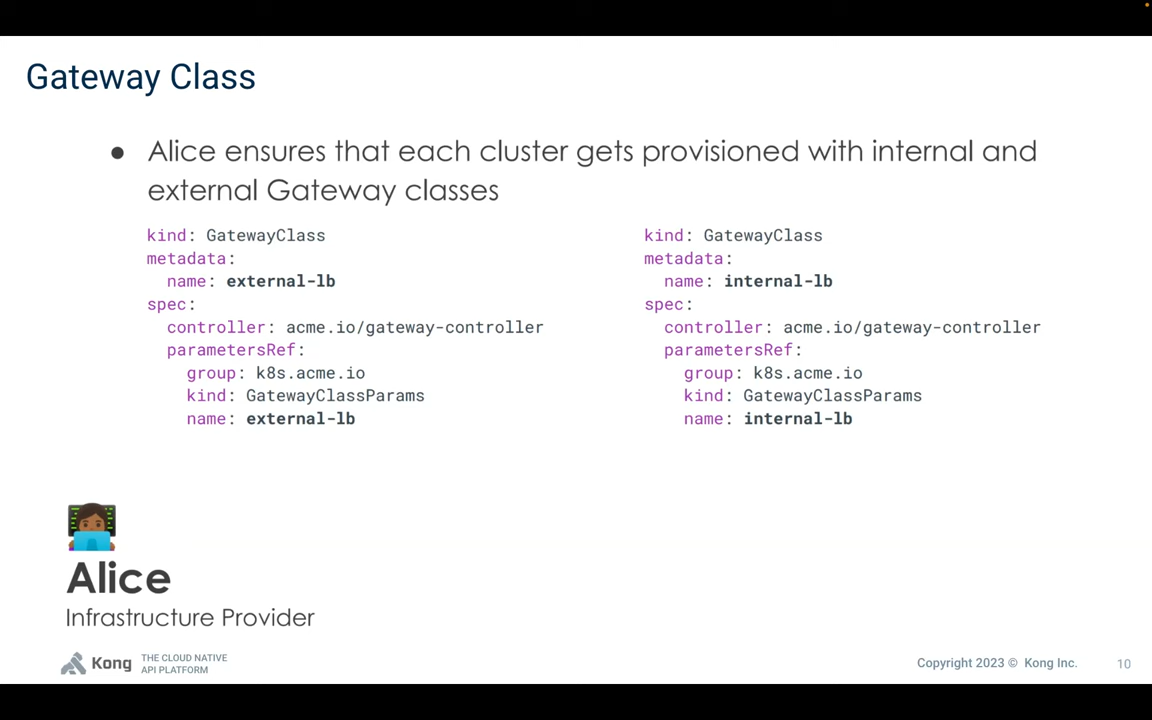 Gateway Class
● Alice ensures that each cluster gets provisioned with internal and
external Gateway classes
kind: GatewayClass
metadata:
  name: external-lb
spec:
  controller: acme.io/gateway-controller
  parametersRef:
    group: k8s.acme.io
    kind: GatewayClassParams
    name: external-lb
kind: GatewayClass
metadata:
  name: internal-lb
spec:
  controller: acme.io/gateway-controller
  parametersRef:
    group: k8s.acme.io
    kind: GatewayClassParams
    name: internal-lb
Alice
Infrastructure Provider
Kong
THE CLOUD NATIVE
API PLATFORM
Copyright 2023 © Kong Inc.
10